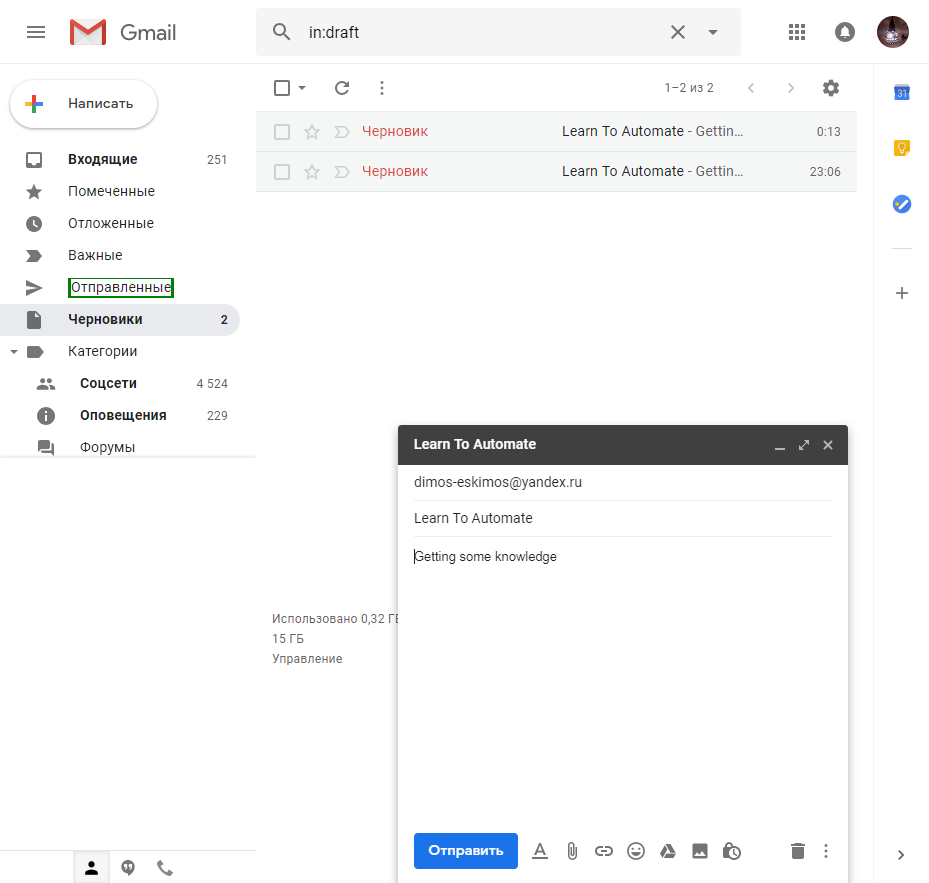 Gmail
in:draft
Написать
1–2 из 2
31
Черновик
Learn To Automate - Gettin...
0:13
Черновик
Learn To Automate - Gettin...
23:06
Входящие
251
Помеченные
Отложенные
Важные
Отправленные
Черновики
2
Категории
Соцсети
4 524
Оповещения
229
Форумы
Использовано 0,32 ГБ
15 ГБ
Управление
Learn To Automate
dimos-eskimos@yandex.ru
Learn To Automate
Getting some knowledge
Отправить